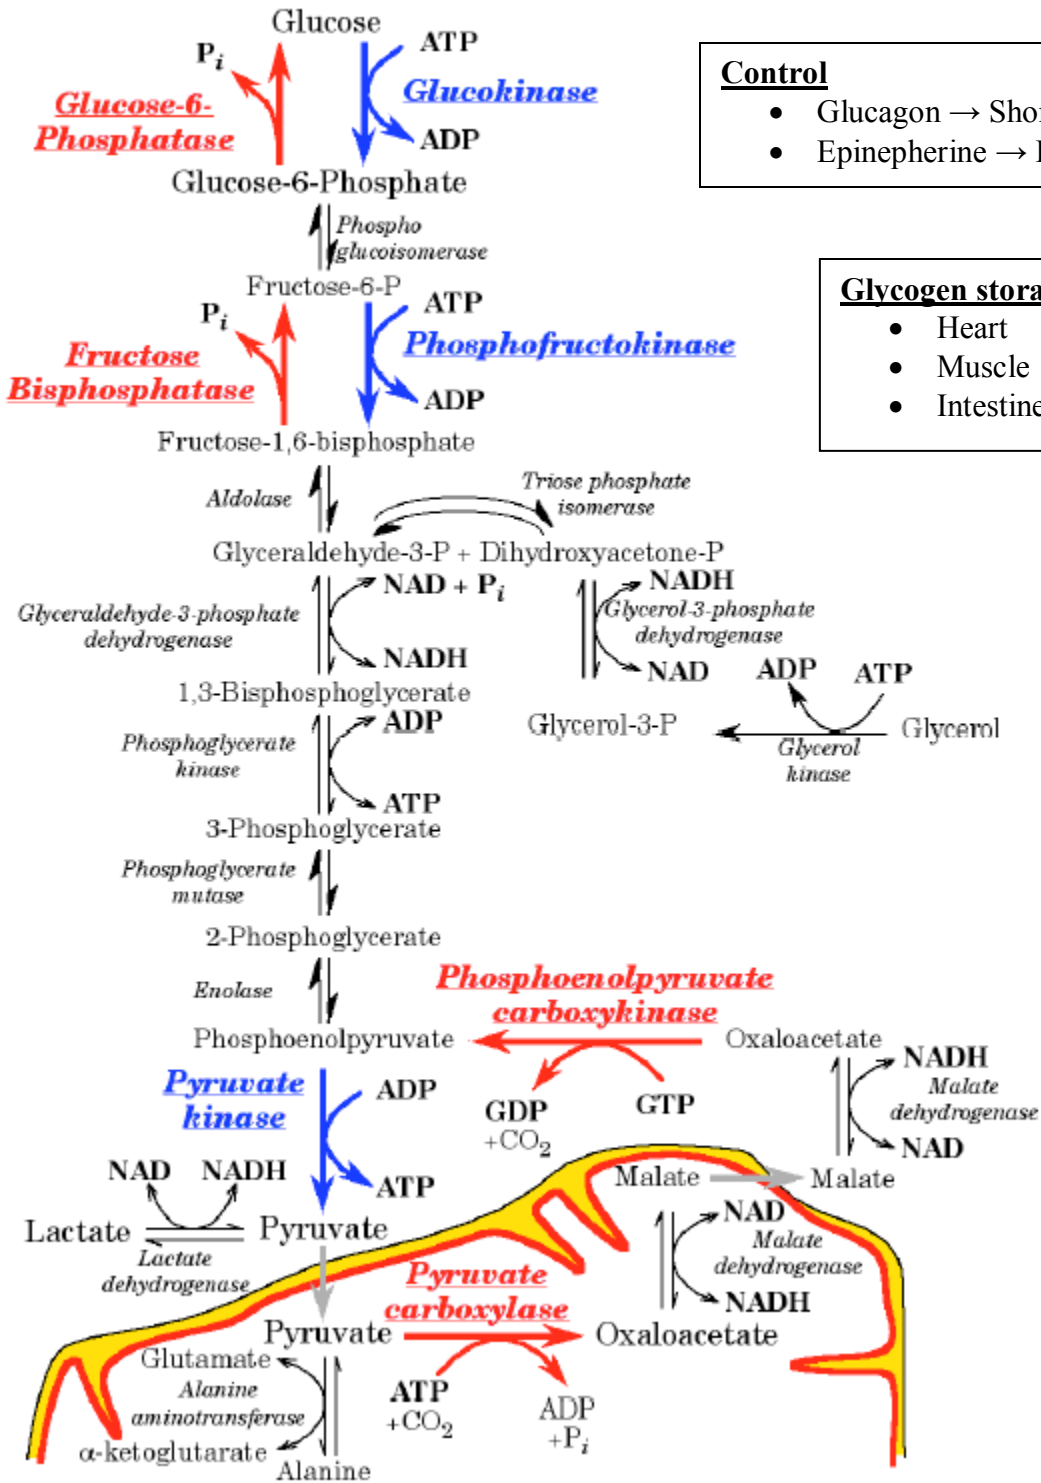 Glucose
ATP
P i
Glucokinase
Glucose-6-
Phosphatase
ADP
Glucose-6-Phosphate
Phospho
glucoisomerase
Fructose-6-P
ATP
P i
Phosphofructokinase
Fructose
Bisphosphatase
ADP
Fructose-1,6-bisphosphate
Aldolase
Triose phosphate
isomerase
Glyceraldehyde-3-P + Dihydroxyacetone-P
NAD + P i
NADH
Glyceraldehyde-3-phosphate
dehydrogenase
Glycerol-3-phosphate
dehydrogenase
NADH
NAD
ADP
ATP
1,3-Bisphosphoglycerate
Glycerol-3-P
Glycerol
Glycerol
kinase
ADP
Phosphoglycerate
kinase
ATP
3-Phosphoglycerate
Phosphoglycerate
mutase
2-Phosphoglycerate
Enolase
Phosphoenolpyruvate
carboxykinase
Phosphoenolpyruvate
Oxaloacetate
NADH
Malate
dehydrogenase
NAD
GDP
+CO2
GTP
Pyruvate
kinase
ADP
ATP
NAD
NADH
Lactate
Pyruvate
Lactate
dehydrogenase
Malate
Malate
NAD
Malate
dehydrogenase
NADH
Pyruvate
carboxylase
Pyruvate
Oxaloacetate
Glutamate
Alanine
aminotransferase
α-ketoglutarate
Alanine
ATP
+CO2
ADP
+P i
Control
• Glucagon →
• Epinepherine →
Glycogen
• Heart
• Muscle
• Intestine